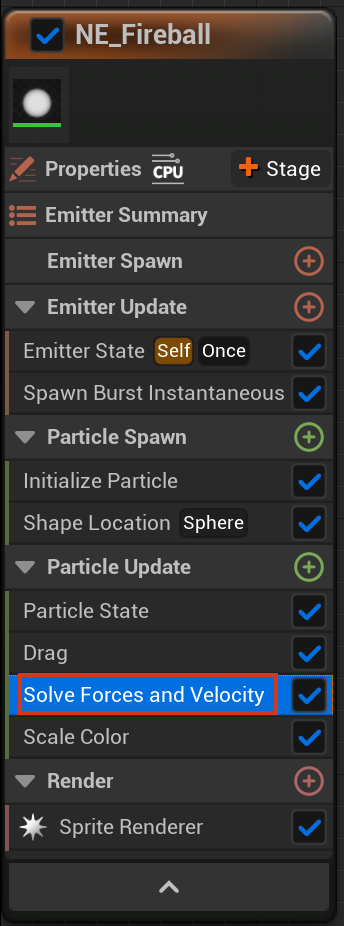 NE_Fireball
Properties CPU + Stage
Emitter Summary
Emitter Spawn
Emitter Update
Emitter State Self Once
Spawn Burst Instantaneous
Particle Spawn
Initialize Particle
Shape Location Sphere
Particle Update
Particle State
Drag
Solve Forces and Velocity
Scale Color
Render
Sprite Renderer